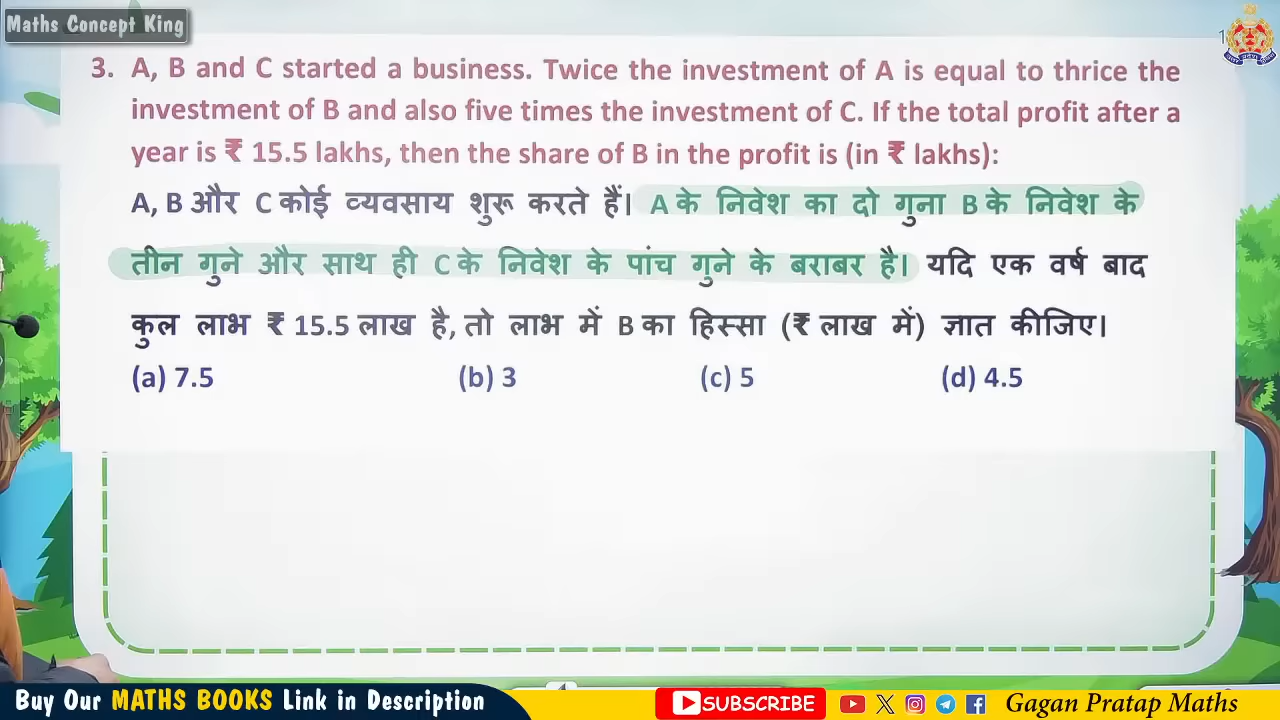 Maths Concept King
3. A, B and C started a business. Twice the investment of A is equal to thrice the
investment of B and also five times the investment of C. If the total profit after a
year is ₹ 15.5 lakhs, then the share of B in the profit is (in ₹ lakhs):
A, B और C कोई व्यवसाय शुरू करते हैं। A के निवेश का दो गुना B के निवेश के
तीन गुने और साथ ही C के निवेश के पांच गुने के बराबर है। यदि एक वर्ष बाद
कुल लाभ ₹ 15.5 लाख है, तो लाभ में B का हिस्सा (₹ लाख में) ज्ञात कीजिए।
(a) 7.5 (b) 3 (c) 5 (d) 4.5
Buy Our MATHS BOOKS Link in Description SUBSCRIBE Gagan Pratap Maths